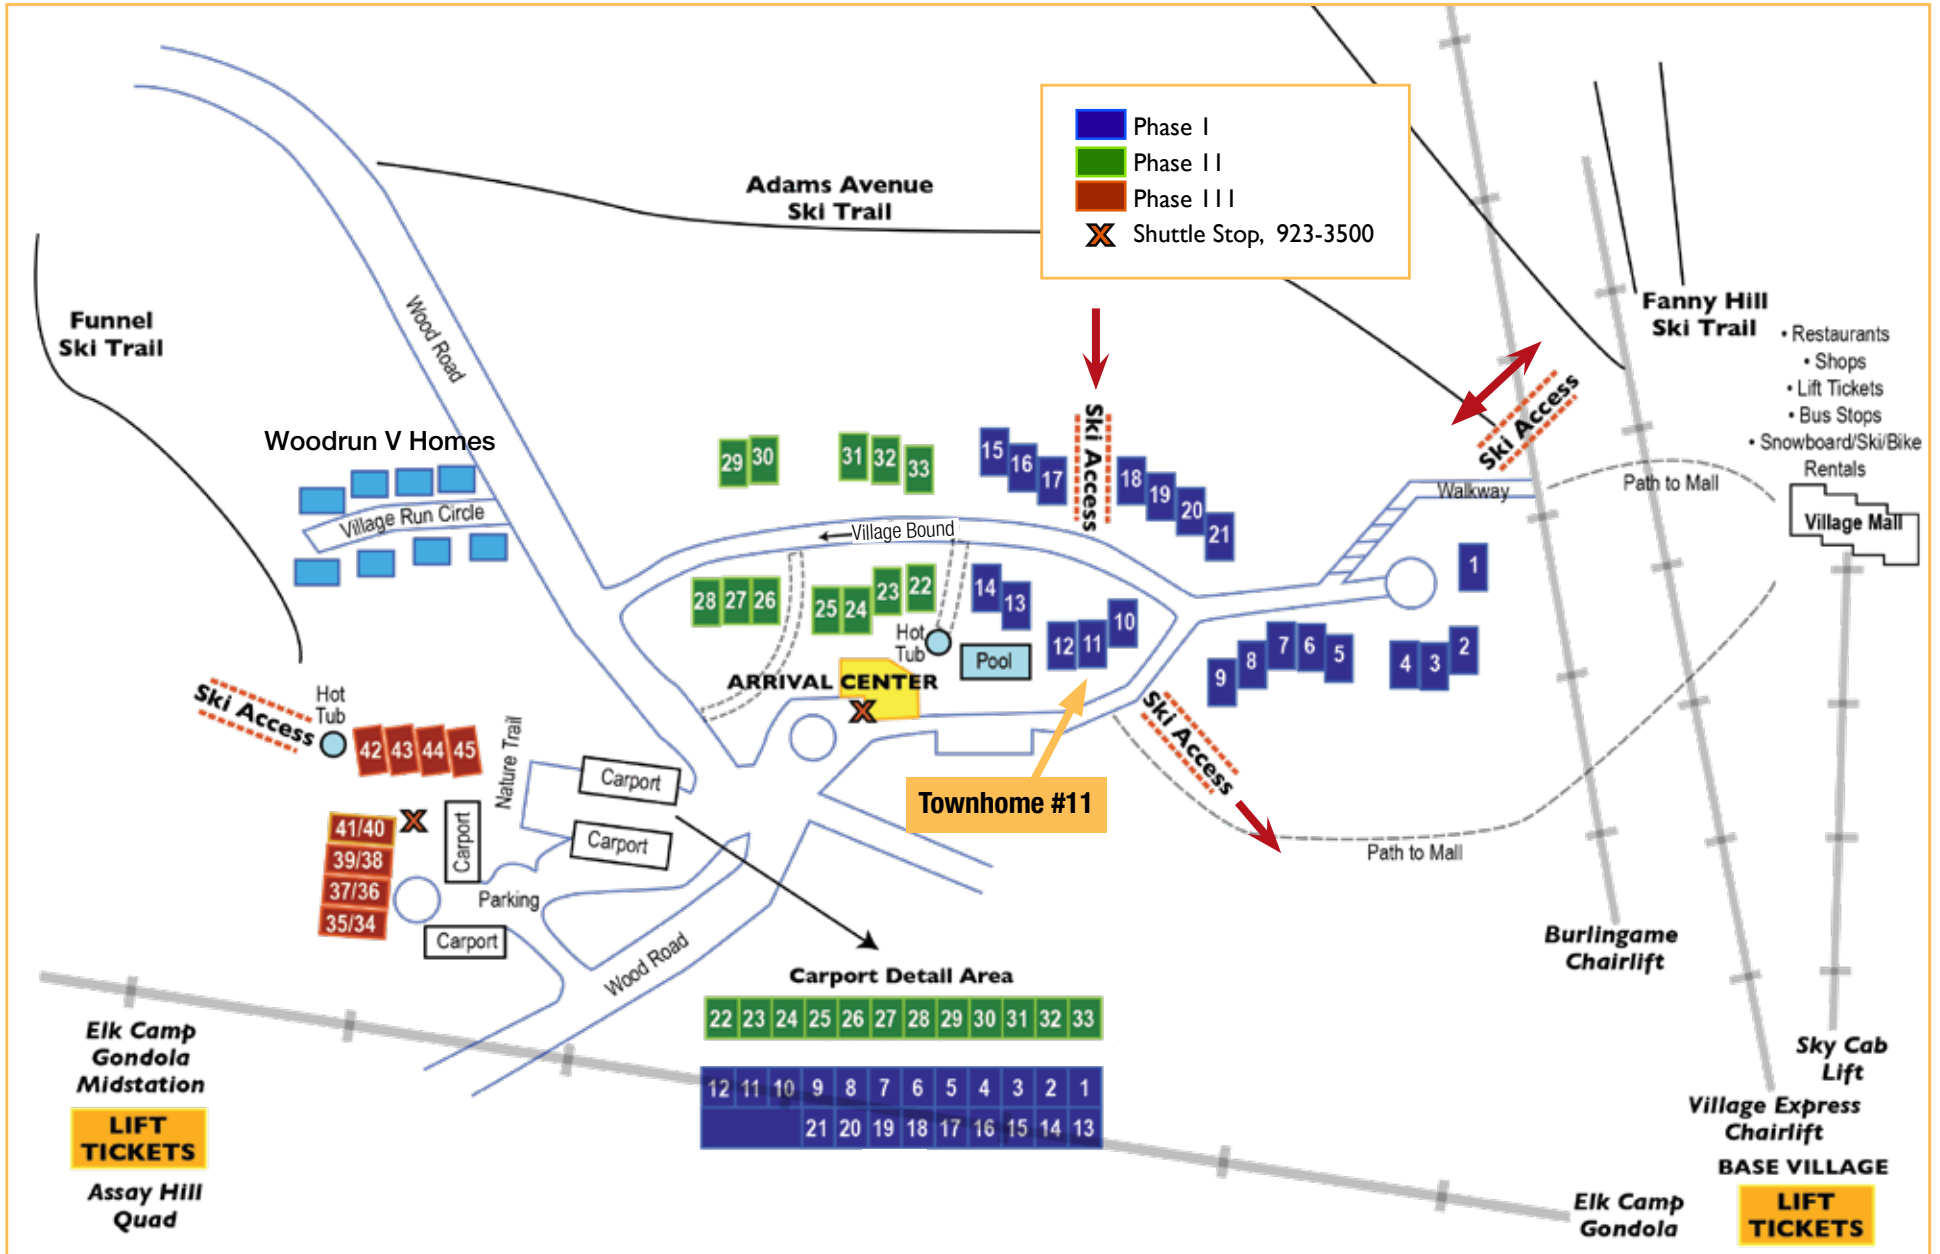 Phase 1
Phase 11
Phase 111
X Shuttle Stop, 923-3500
Adams Avenue
Ski Trail
Funnel
Ski Trail
Wood Road
Fanny Hill
Ski Trail
• Restaurants
• Shops
• Lift Tickets
• Bus Stops
• Snowboard/Ski/Bike
Rentals
Ski Access
Ski Access
Woodrun V Homes
Village Run Circle
29 30
31 32 33
15 16 17
18 19 20 21
Village Bound
Walkway
Path to Mall
Village Mall
1
28 27 26
25 24 23 22
14 13
12 11 10
Hot
Tub
Pool
9 8 7 6 5
4 3 2
ARRIVAL CENTER
X
Ski Access
Hot
Tub
42 43 44 45
Nature Trail
Carport
Carport
Carport
Carport
Parking
X
41/40
39/38
37/36
35/34
Ski Access
Townhome #11
Path to Mall
Wood Road
Carport Detail Area
22 23 24 25 26 27 28 29 30 31 32 33
12 11 10 9 8 7 6 5 4 3 2 1
21 20 19 18 17 16 15 14 13
Burlingame
Chairlift
Sky Cab
Lift
Village Express
Chairlift
BASE VILLAGE
LIFT
TICKETS
Elk Camp
Gondola
Elk Camp
Gondola
Midstation
LIFT
TICKETS
Assay Hill
Quad